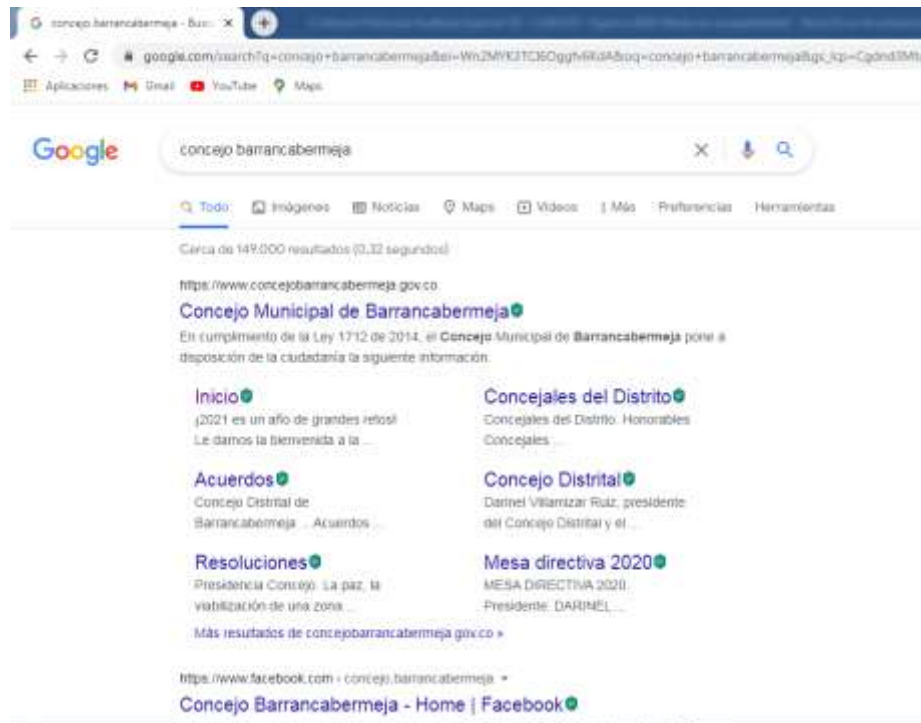 concejo barrancabermeja - Bus
Aplicaciones Gmail YouTube Maps
Google
concejo barrancabermeja
Todo Imágenes Noticias Maps Videos Más Preferencias Herramientas
Cerca de 149.000 resultados (0,32 segundos)
https://www.concejobarrancabermeja.gov.co
Concejo Municipal de Barrancabermeja
En cumplimiento de la Ley 1712 de 2014, el Concejo Municipal de Barrancabermeja pone a
disposición de la ciudadanía la siguiente información.
Inicio
¡2021 es un año de grandes retos!
Le damos la bienvenida a la ...
Concejales del Distrito
Concejales del Distrito. Honorables
Concejales ...
Acuerdos
Concejo Distrital de
Barrancabermeja ... Acuerdos ...
Concejo Distrital
Darinel Villamizar Ruiz, presidente
del Concejo Distrital y el ...
Resoluciones
Presidencia Concejo. La paz, la
viabilización de una zona ...
Mesa directiva 2020
MESA DIRECTIVA 2020.
Presidente: DARINEL ...
Más resultados de concejobarrancabermeja.gov.co »
https://www.facebook.com › concejo.barrancabermeja
Concejo Barrancabermeja - Home | Facebook